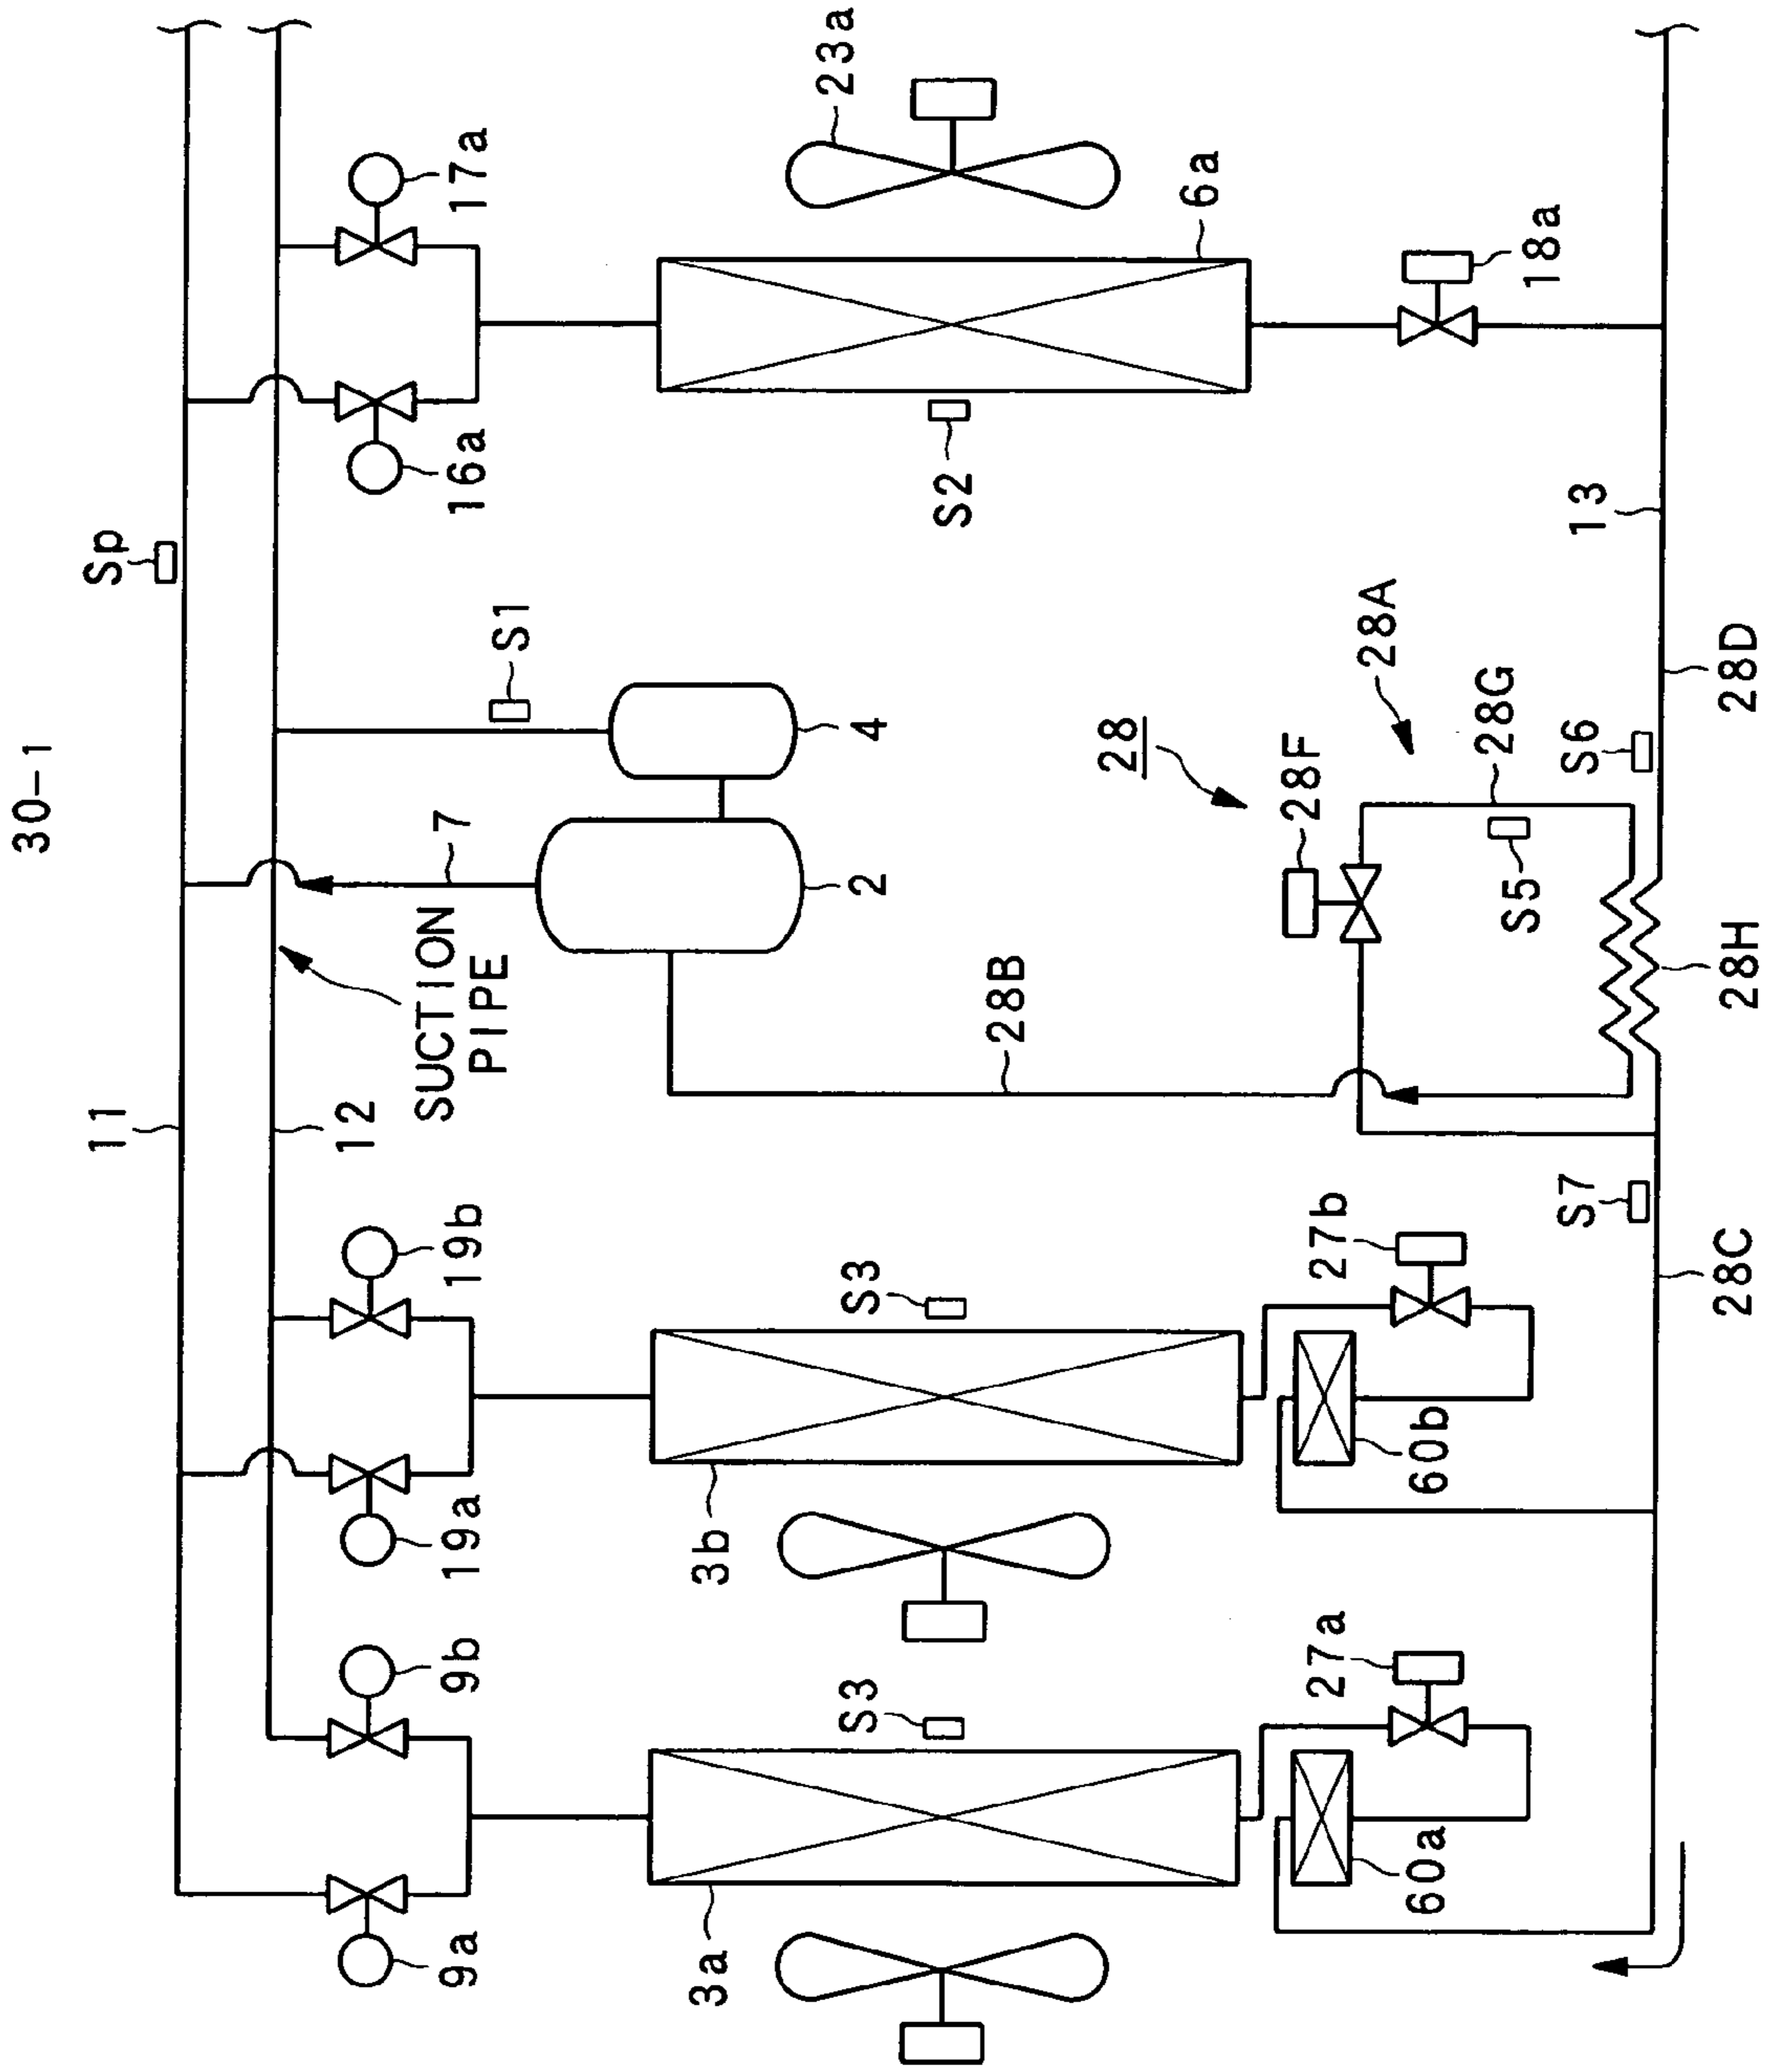 30-1
11
Sp
12
SUCTION
PIPE
7
S1
9a
9b
19a
19b
16a
17a
2
4
3a
S3
3b
S3
28B
S2
23a
6a
28
28A
28F
28G
S5
18a
60a
27a
60b
27b
S7
S6
13
28C
28H
28D